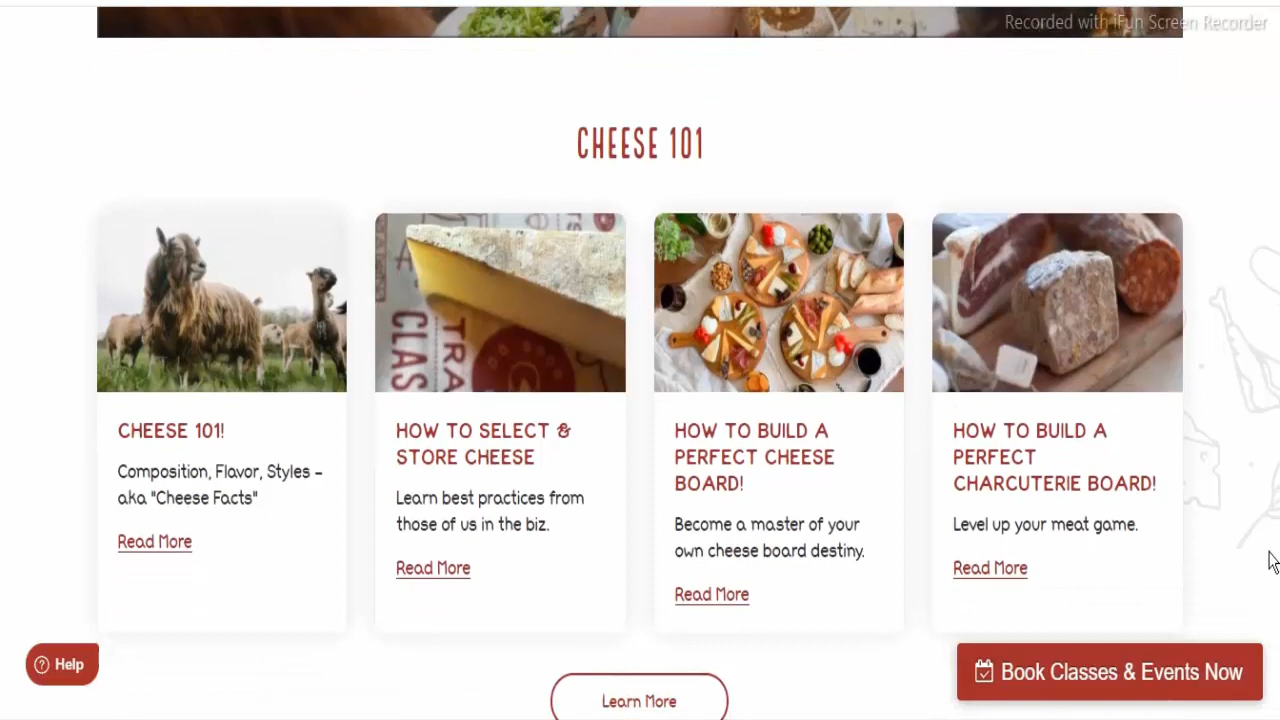 Recorded with iFun Screen Recorder
CHEESE 101
TRA
CLAS
CHEESE 101!
Composition, Flavor, Styles –
aka "Cheese Facts"
Read More
HOW TO SELECT &
STORE CHEESE
Learn best practices from
those of us in the biz.
Read More
HOW TO BUILD A
PERFECT CHEESE
BOARD!
Become a master of your
own cheese board destiny.
Read More
HOW TO BUILD A
PERFECT
CHARCUTERIE BOARD!
Level up your meat game.
Read More
Help
Book Classes & Events Now
Learn More